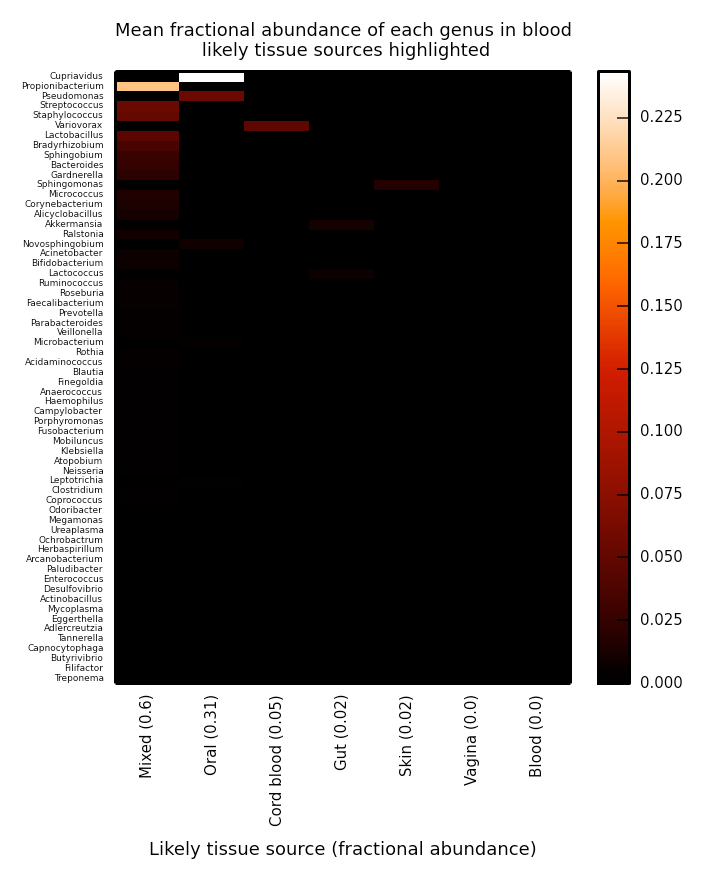 Mean fractional abundance of each genus in blood
likely tissue sources highlighted
Cupriavidus
Propionibacterium
Pseudomonas
Streptococcus
Staphylococcus
Variovorax
Lactobacillus
Bradyrhizobium
Sphingobium
Bacteroides
Gardnerella
Sphingomonas
Micrococcus
Corynebacterium
Alicyclobacillus
Akkermansia
Ralstonia
Novosphingobium
Acinetobacter
Bifidobacterium
Lactococcus
Ruminococcus
Roseburia
Faecalibacterium
Prevotella
Parabacteroides
Veillonella
Microbacterium
Rothia
Acidaminococcus
Blautia
Finegoldia
Anaerococcus
Haemophilus
Campylobacter
Porphyromonas
Fusobacterium
Mobiluncus
Klebsiella
Atopobium
Neisseria
Leptotrichia
Clostridium
Coprococcus
Odoribacter
Megamonas
Ureaplasma
Ochrobactrum
Herbaspirillum
Arcanobacterium
Paludibacter
Enterococcus
Desulfovibrio
Actinobacillus
Mycoplasma
Eggerthella
Adlercreutzia
Tannerella
Capnocytophaga
Butyrivibrio
Filifactor
Treponema
0.225
0.200
0.175
0.150
0.125
0.100
0.075
0.050
0.025
0.000
Mixed (0.6)
Oral (0.31)
Cord blood (0.05)
Gut (0.02)
Skin (0.02)
Vagina (0.0)
Blood (0.0)
Likely tissue source (fractional abundance)